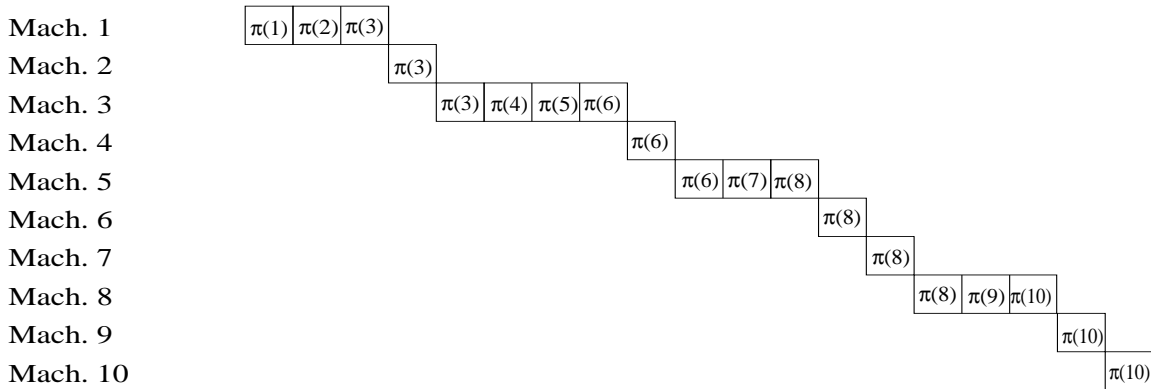 Mach. 1 π(1) π(2) π(3)
Mach. 2 π(3)
Mach. 3 π(3) π(4) π(5) π(6)
Mach. 4 π(6)
Mach. 5 π(6) π(7) π(8)
Mach. 6 π(8)
Mach. 7 π(8)
Mach. 8 π(8) π(9) π(10)
Mach. 9 π(10)
Mach. 10 π(10)